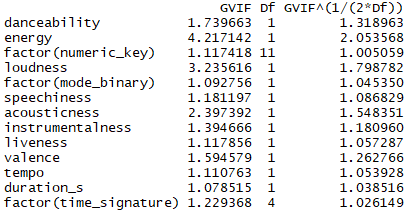 GVIF Df GVIF^(1/(2*Df))
danceability 1.739663 1 1.318963
energy 4.217142 1 2.053568
factor(numeric_key) 1.117418 11 1.005059
loudness 3.235616 1 1.798782
factor(mode_binary) 1.092756 1 1.045350
speechiness 1.181197 1 1.086829
acousticness 2.397392 1 1.548351
instrumentalness 1.394666 1 1.180960
liveness 1.117856 1 1.057287
valence 1.594579 1 1.262766
tempo 1.110763 1 1.053928
duration_s 1.078515 1 1.038516
factor(time_signature) 1.229368 4 1.026149